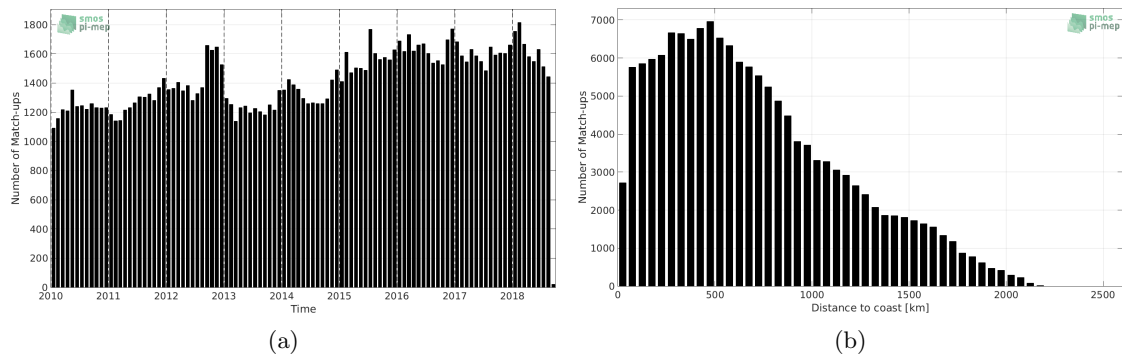 smos
pi-mep
1800
1600
1400
1200
1000
800
600
400
200
0
Number of Match-ups
2010 2011 2012 2013 2014 2015 2016 2017 2018
Time
(a)
smos
pi-mep
7000
6000
5000
4000
3000
2000
1000
0
Number of Match-ups
0 500 1000 1500 2000 2500
Distance to coast [km]
(b)